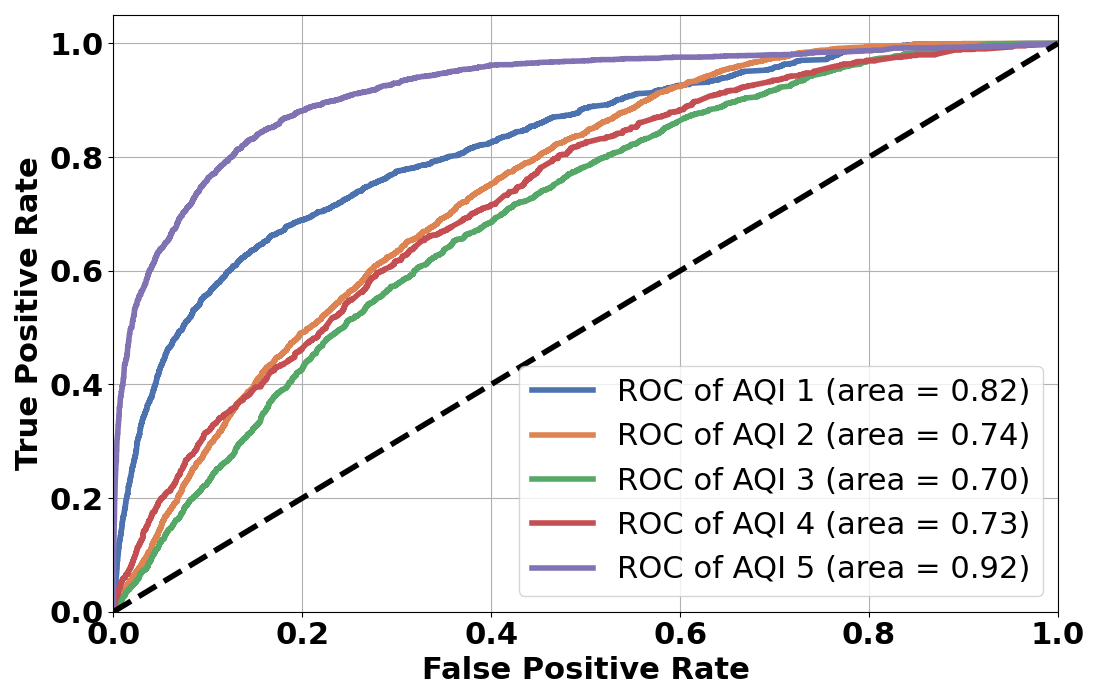 1.0
0.8
0.6
0.4
0.2
0.0
True Positive Rate
ROC of AQI 1 (area = 0.82)
ROC of AQI 2 (area = 0.74)
ROC of AQI 3 (area = 0.70)
ROC of AQI 4 (area = 0.73)
ROC of AQI 5 (area = 0.92)
0.0 0.2 0.4 0.6 0.8 1.0
False Positive Rate